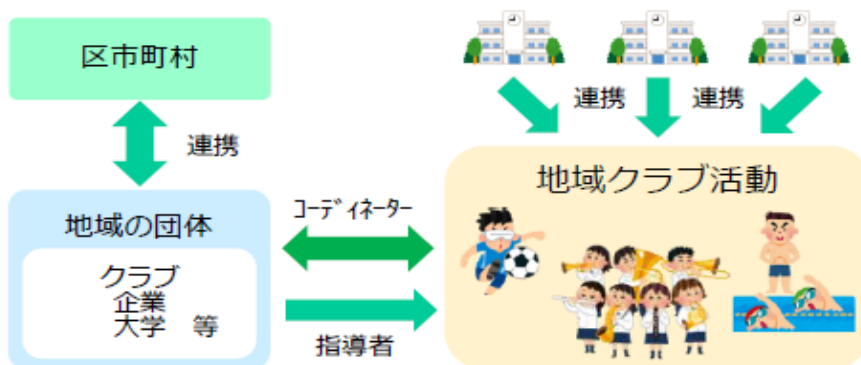 区市町村
連携
連携
連携
地域クラブ活動
地域の団体
クラブ
企業
大学 等
ｺｰﾃﾞｨﾈｰﾀｰ
指導者